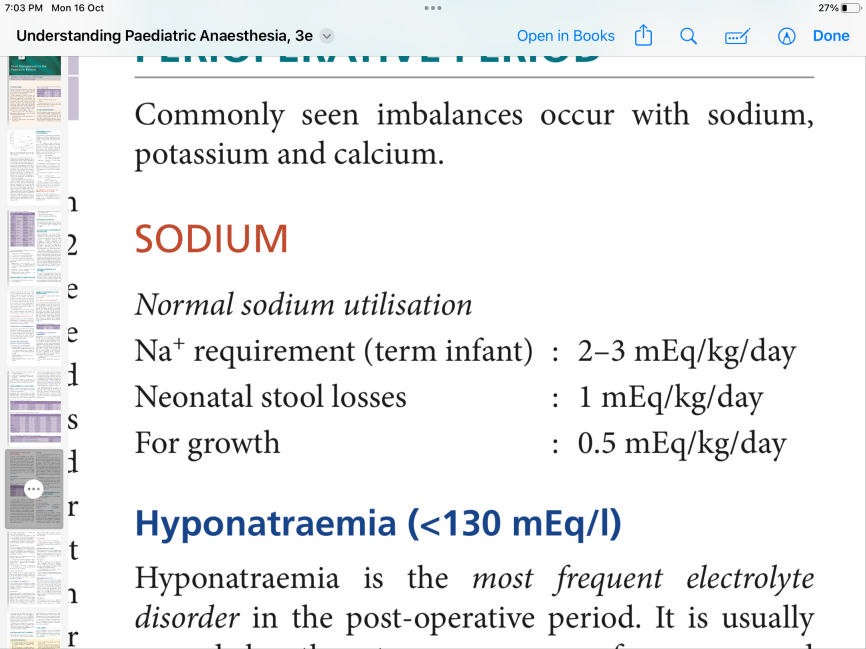 7:03 PM Mon 16 Oct
27%
Understanding Paediatric Anaesthesia, 3e
Open in Books
Done
PERIOPERATIVE PERIOD
Commonly seen imbalances occur with sodium,
potassium and calcium.
SODIUM
Normal sodium utilisation
Na⁺ requirement (term infant) : 2–3 mEq/kg/day
Neonatal stool losses : 1 mEq/kg/day
For growth : 0.5 mEq/kg/day
Hyponatraemia (<130 mEq/l)
Hyponatraemia is the most frequent electrolyte
disorder in the post-operative period. It is usually